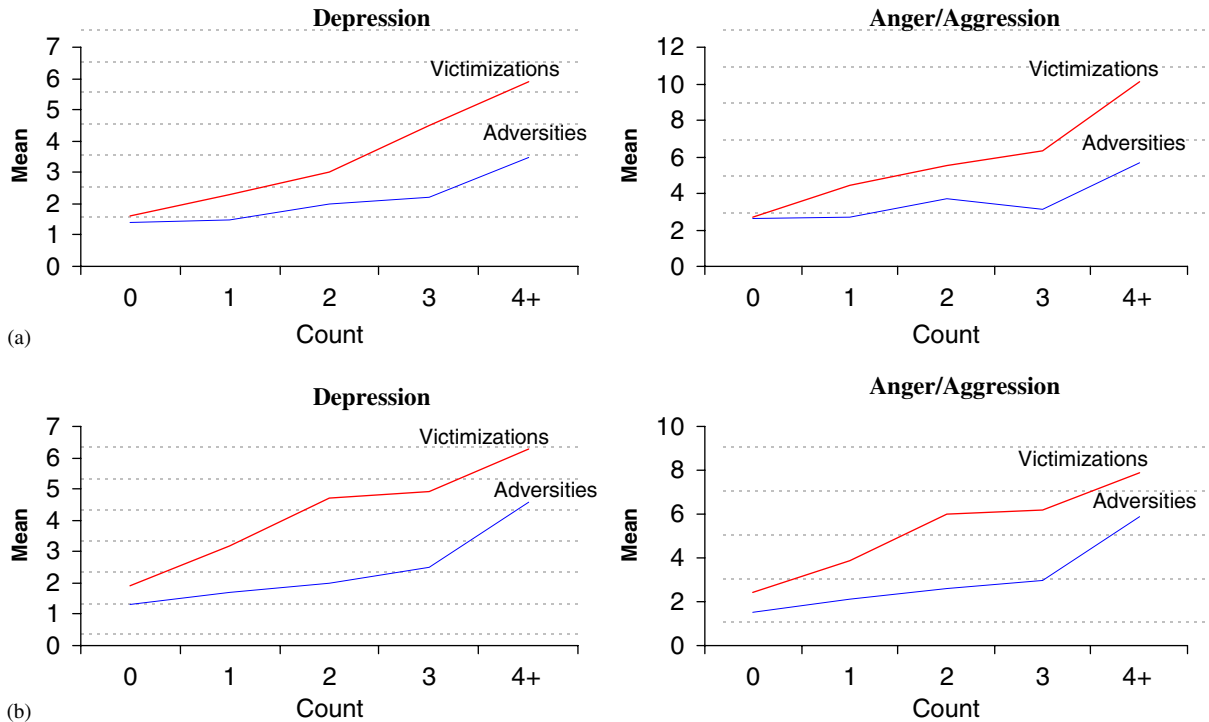 Depression
7
6
5
4
3
2
1
0
Mean
Victimizations
Adversities
0 1 2 3 4+
Count
Anger/Aggression
12
10
8
6
4
2
0
Mean
Victimizations
Adversities
0 1 2 3 4+
Count
(a)
Depression
7
6
5
4
3
2
1
0
Mean
Victimizations
Adversities
0 1 2 3 4+
Count
Anger/Aggression
10
8
6
4
2
0
Mean
Victimizations
Adversities
0 1 2 3 4+
Count
(b)